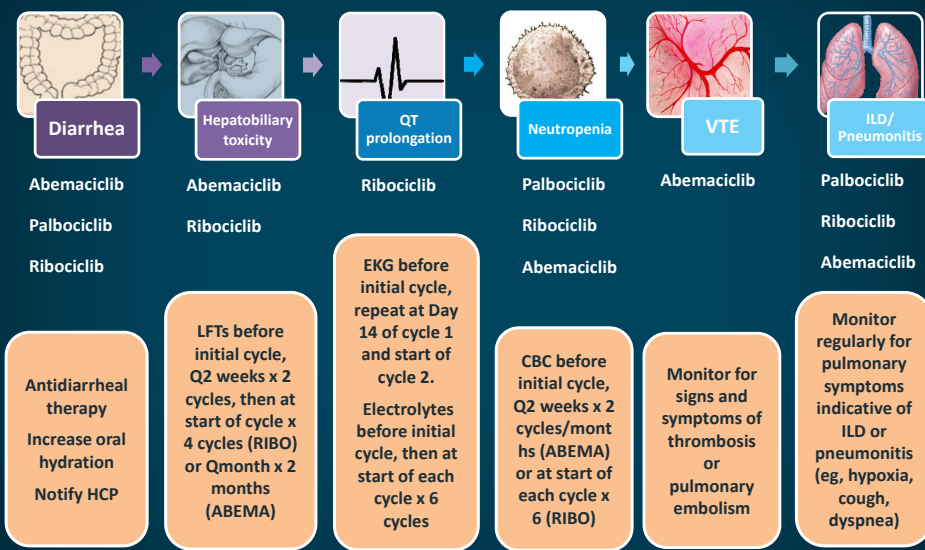 Diarrhea
Abemaciclib
Palbociclib
Ribociclib
Antidiarrheal
therapy
Increase oral
hydration
Notify HCP
Hepatobiliary
toxicity
Abemaciclib
Ribociclib
LFTs before
initial cycle,
Q2 weeks x 2
cycles, then at
start of cycle x
4 cycles (RIBO)
or Qmonth x 2
months
(ABEMA)
QT
prolongation
Ribociclib
EKG before
initial cycle,
repeat at Day
14 of cycle 1
and start of
cycle 2.
Electrolytes
before initial
cycle, then at
start of each
cycle x 6
cycles
Neutropenia
Palbociclib
Ribociclib
Abemaciclib
CBC before
initial cycle,
Q2 weeks x 2
cycles/mont
hs (ABEMA)
or at start of
each cycle x
6 (RIBO)
VTE
Abemaciclib
Monitor for
signs and
symptoms of
thrombosis
or
pulmonary
embolism
ILD/
Pneumonitis
Palbociclib
Ribociclib
Abemaciclib
Monitor
regularly for
pulmonary
symptoms
indicative of
ILD or
pneumonitis
(eg, hypoxia,
cough,
dyspnea)